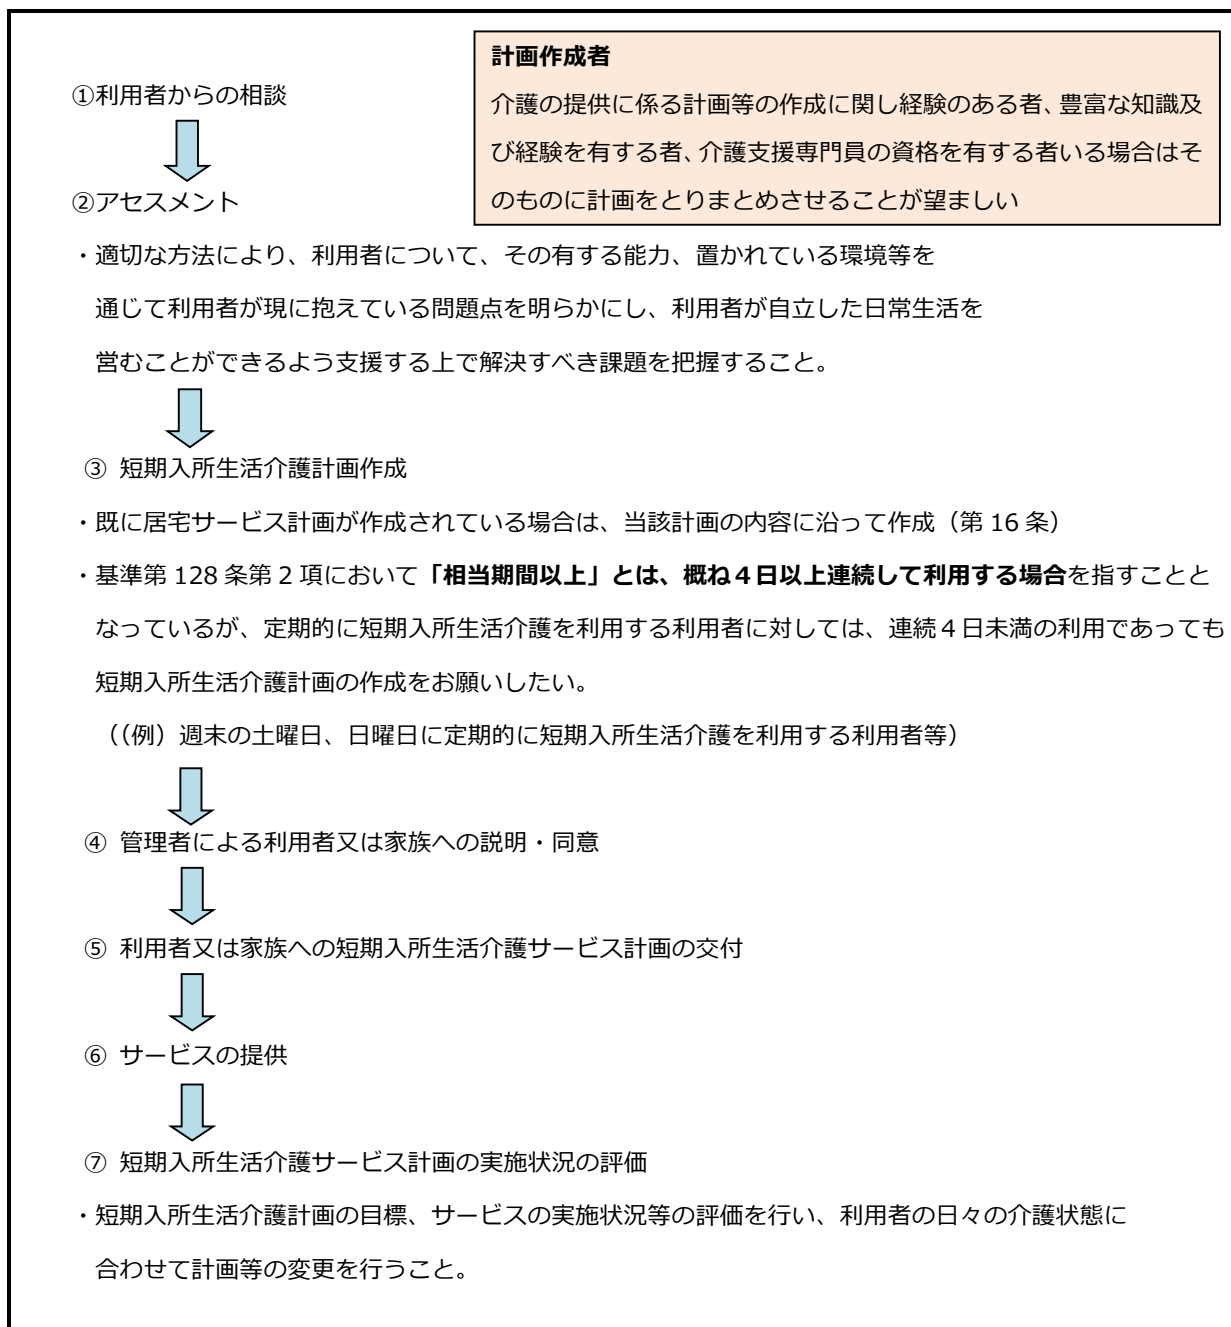 計画作成者
介護の提供に係る計画等の作成に関し経験のある者、豊富な知識及
び経験を有する者、介護支援専門員の資格を有する者いる場合はそ
のものに計画をとりまとめさせることが望ましい
①利用者からの相談
②アセスメント
・適切な方法により、利用者について、その有する能力、置かれている環境等を
通じて利用者が現に抱えている問題点を明らかにし、利用者が自立した日常生活を
営むことができるよう支援する上で解決すべき課題を把握すること。
③ 短期入所生活介護計画作成
・既に居宅サービス計画が作成されている場合は、当該計画の内容に沿って作成（第 16 条）
・基準第 128 条第 2 項において「相当期間以上」とは、概ね４日以上連続して利用する場合を指すことと
なっているが、定期的に短期入所生活介護を利用する利用者に対しては、連続４日未満の利用であっても
短期入所生活介護計画の作成をお願いしたい。
（（例）週末の土曜日、日曜日に定期的に短期入所生活介護を利用する利用者等）
④ 管理者による利用者又は家族への説明・同意
⑤ 利用者又は家族への短期入所生活介護サービス計画の交付
⑥ サービスの提供
⑦ 短期入所生活介護サービス計画の実施状況の評価
・短期入所生活介護計画の目標、サービスの実施状況等の評価を行い、利用者の日々の介護状態に
合わせて計画等の変更を行うこと。